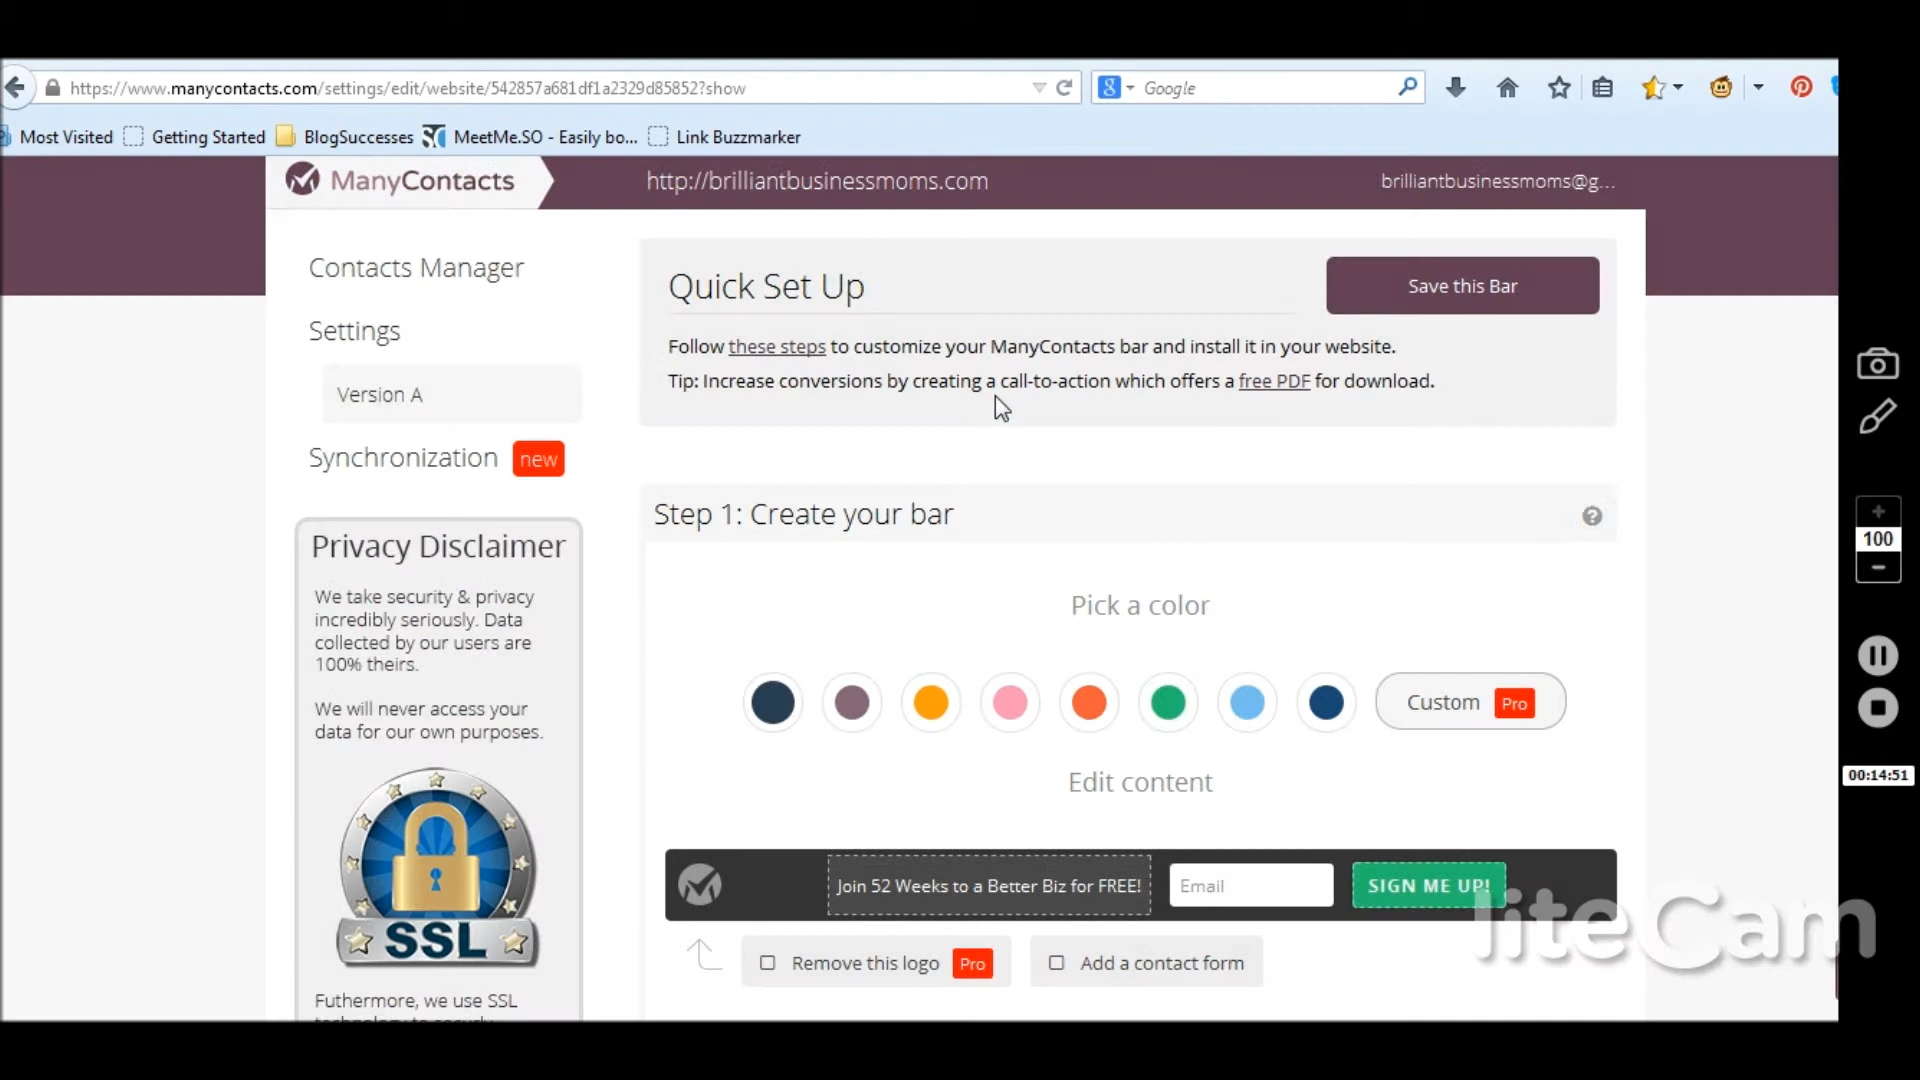 https://www.manycontacts.com/settings/edit/website/542857a681df1a2329d85852?show
8 Google
Most Visited Getting Started BlogSuccesses MeetMe.SO - Easily bo... Link Buzzmarker
ManyContacts http://brilliantbusinessmoms.com brilliantbusinessmoms@g...
Contacts Manager
Settings
Version A
Synchronization new
Privacy Disclaimer
We take security & privacy
incredibly seriously. Data
collected by our users are
100% theirs.
We will never access your
data for our own purposes.
SSL
Futhermore, we use SSL
Quick Set Up
Save this Bar
Follow these steps to customize your ManyContacts bar and install it in your website.
Tip: Increase conversions by creating a call-to-action which offers a free PDF for download.
Step 1: Create your bar ?
Pick a color
Custom Pro
Edit content
Join 52 Weeks to a Better Biz for FREE! Email SIGN ME UP!
Remove this logo Pro Add a contact form
+
100
-
00:14:51
liteCam